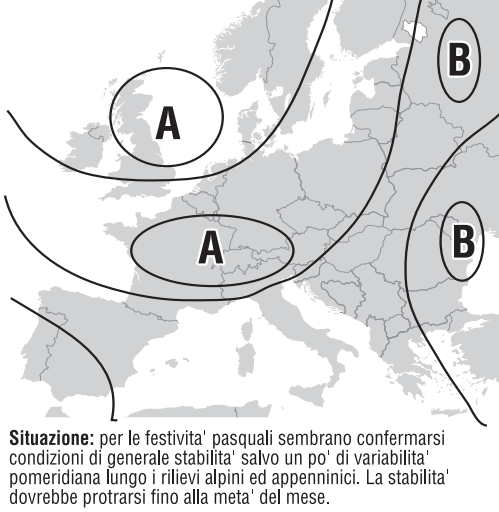 B
A
A
B
Situazione: per le festivita' pasquali sembrano confermarsi
condizioni di generale stabilita' salvo un po' di variabilita'
pomeridiana lungo i rilievi alpini ed appenninici. La stabilita'
dovrebbe protrarsi fino alla meta' del mese.